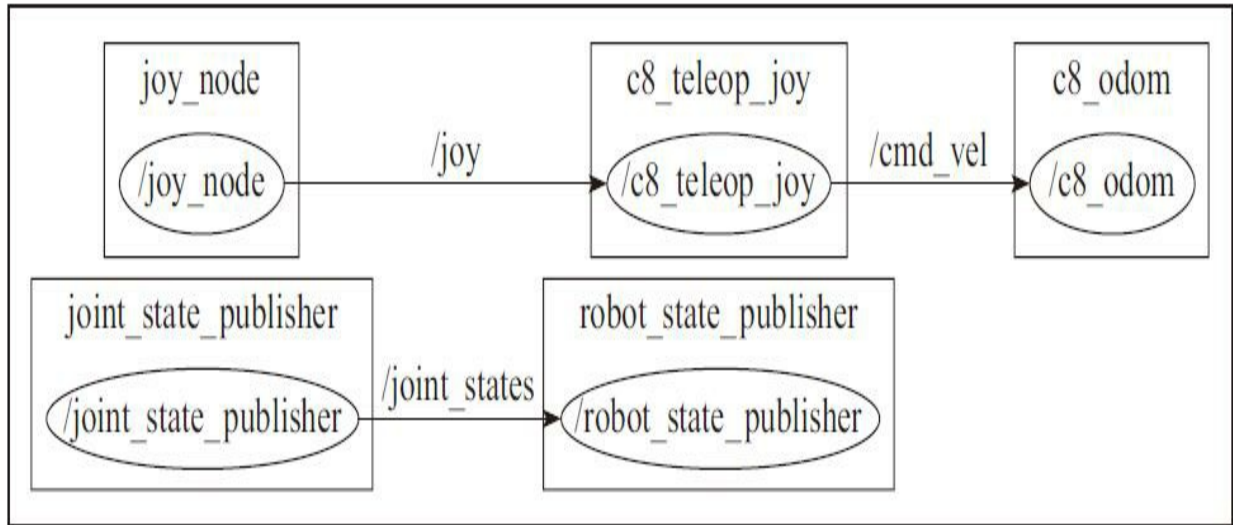 joy_node
/joy_node
/joy
c8_teleop_joy
/c8_teleop_joy
/cmd_vel
c8_odom
/c8_odom
joint_state_publisher
/joint_state_publisher
/joint_states
robot_state_publisher
/robot_state_publisher